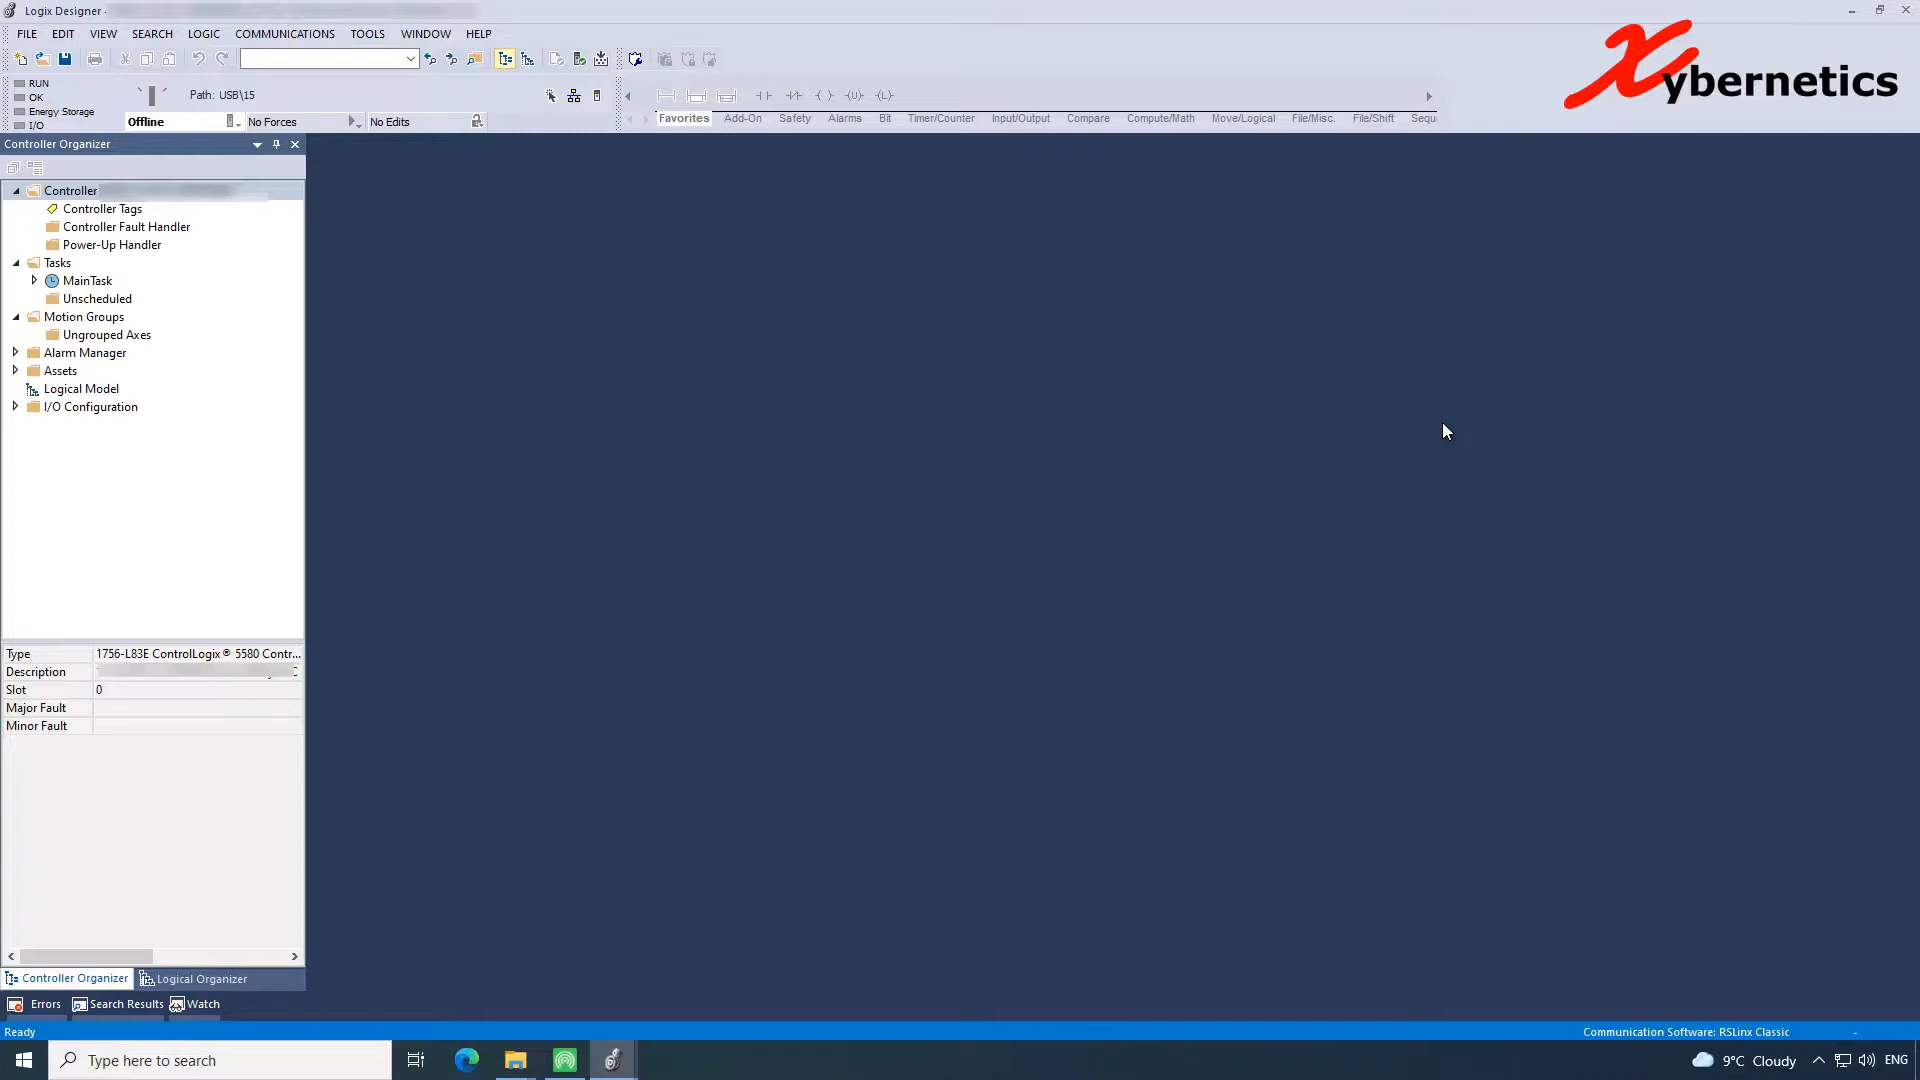 Logix Designer -
FILE EDIT VIEW SEARCH LOGIC COMMUNICATIONS TOOLS WINDOW HELP
Xybernetics
RUN
OK
Energy Storage
I/O
Path: USB\15
Offline No Forces No Edits
Favorites Add-On Safety Alarms Bit Timer/Counter Input/Output Compare Compute/Math Move/Logical File/Misc. File/Shift Sequ
Controller Organizer
Controller
Controller Tags
Controller Fault Handler
Power-Up Handler
Tasks
MainTask
Unscheduled
Motion Groups
Ungrouped Axes
Alarm Manager
Assets
Logical Model
I/O Configuration
Type 1756-L83E ControlLogix® 5580 Contr...
Description
Slot 0
Major Fault
Minor Fault
Controller Organizer Logical Organizer
Errors Search Results Watch
Ready Communication Software: RSLinx Classic -
Type here to search 9°C Cloudy ENG